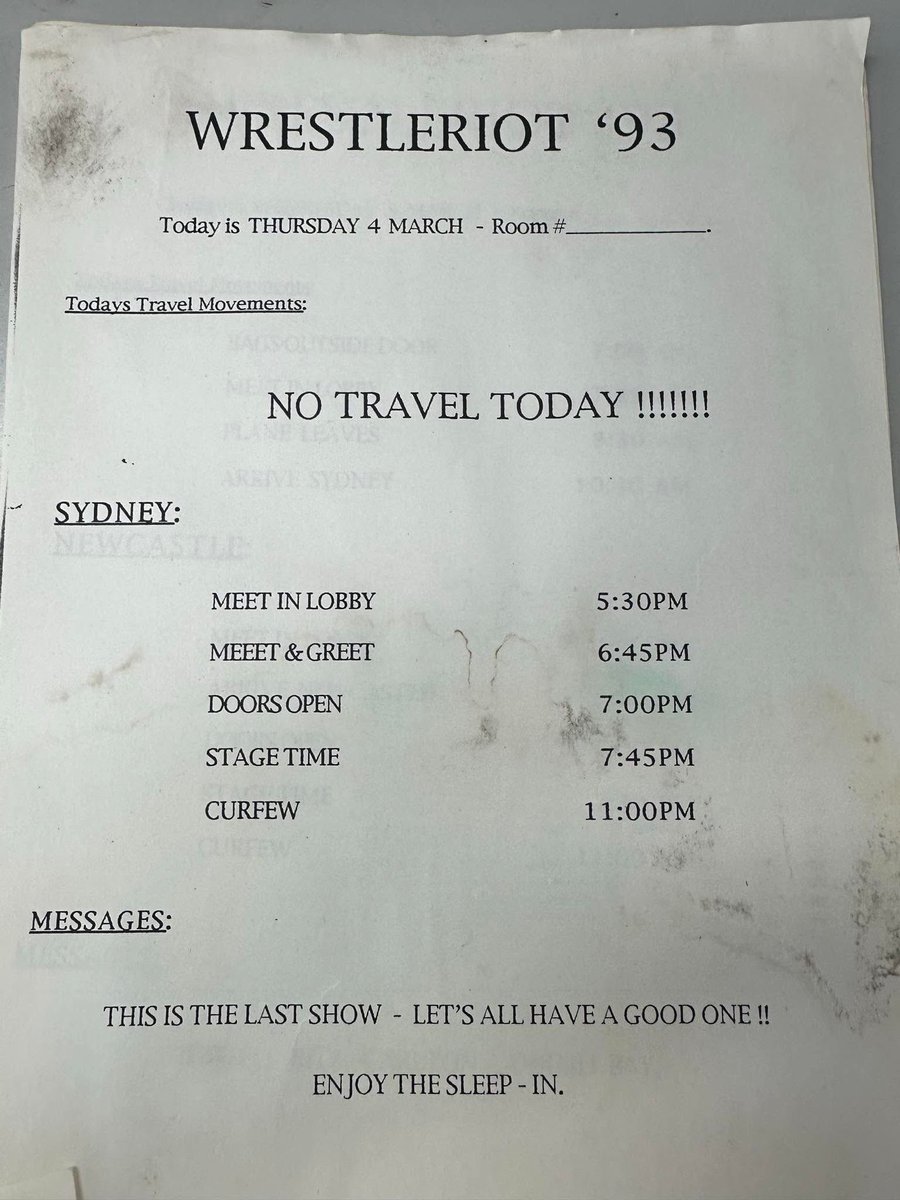 WRESTLERIOT ‘93
Today is THURSDAY 4 MARCH - Room #____________.
Todays Travel Movements:
NO TRAVEL TODAY !!!!!!!
SYDNEY:
MEET IN LOBBY 5:30PM
MEEET & GREET 6:45PM
DOORS OPEN 7:00PM
STAGE TIME 7:45PM
CURFEW 11:00PM
MESSAGES:
THIS IS THE LAST SHOW - LET'S ALL HAVE A GOOD ONE !!
ENJOY THE SLEEP - IN.